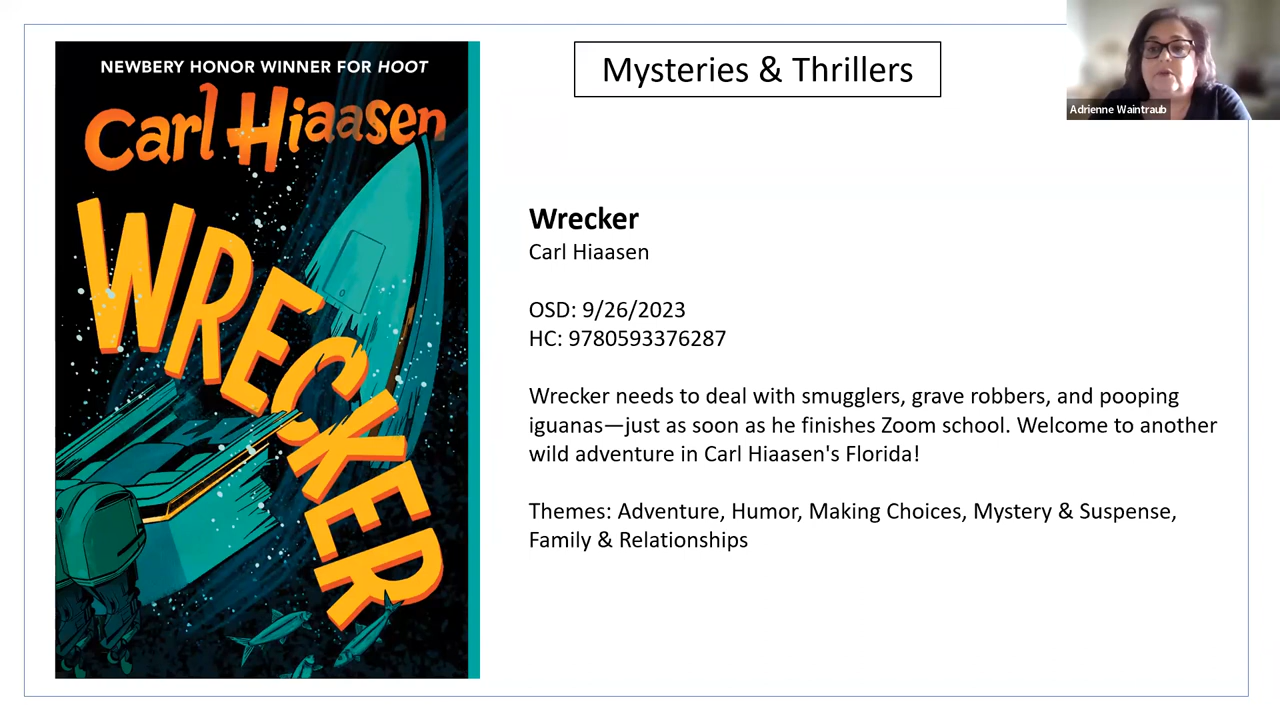 NEWBERY HONOR WINNER FOR HOOT
Carl Hiaasen
WRECKER
Mysteries & Thrillers
Adrienne Waintraub
Wrecker
Carl Hiaasen
OSD: 9/26/2023
HC: 9780593376287
Wrecker needs to deal with smugglers, grave robbers, and pooping
iguanas—just as soon as he finishes Zoom school. Welcome to another
wild adventure in Carl Hiaasen's Florida!
Themes: Adventure, Humor, Making Choices, Mystery & Suspense,
Family & Relationships